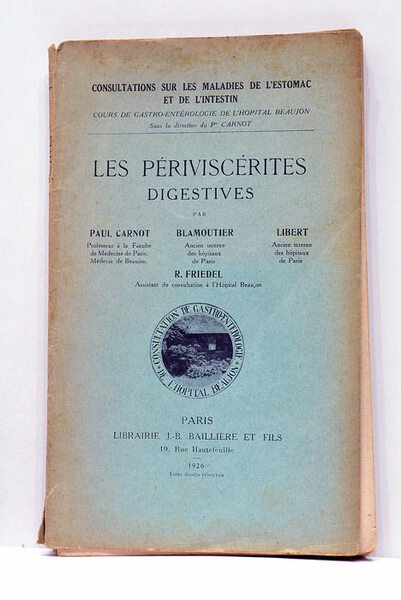 CONSULTATIONS SUR LES MALADIES DE L'ESTOMAC
ET DE L'INTESTIN
COURS DE GASTRO-ENTÉROLOGIE DE L'HOPITAL BEAUJON
Sous la direction du Pr CARNOT
LES PÉRIVISCÉRITES
DIGESTIVES
PAR
PAUL CARNOT
Professeur à la Faculté
de Médecine de Paris,
Médecin de Beaujon.
BLAMOUTIER
Ancien interne
des hôpitaux
de Paris
LIBERT
Ancien interne
des hôpitaux
de Paris
R. FRIEDEL
Assistant de consultation à l'Hôpital Beaujon
CONSULTATION DE GASTRO-ENTÉROLOGIE
DE L'HOPITAL BEAUJON
PARIS
LIBRAIRIE J.-B. BAILLIÈRE ET FILS
19, Rue Hautefeuille
1926
Tous droits réservés